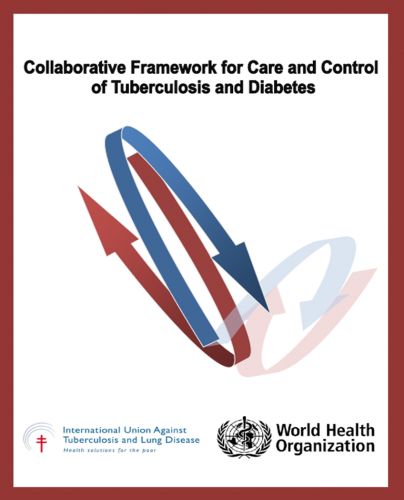 Collaborative Framework for Care and Control
of Tuberculosis and Diabetes
International Union Against
Tuberculosis and Lung Disease
Health solutions for the poor
World Health
Organization